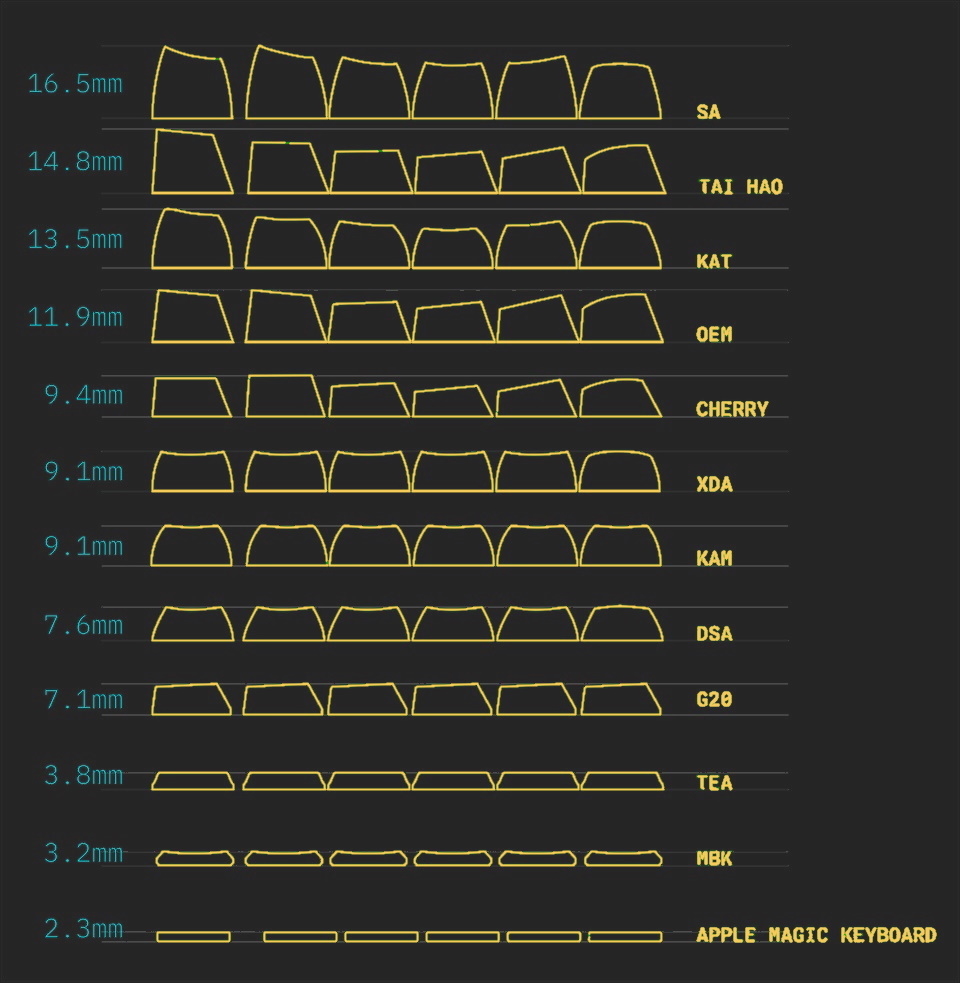 16.5mm SA
14.8mm TAI HAO
13.5mm KAT
11.9mm OEM
9.4mm CHERRY
9.1mm XDA
9.1mm KAM
7.6mm DSA
7.1mm G20
3.8mm TEA
3.2mm MBK
2.3mm APPLE MAGIC KEYBOARD